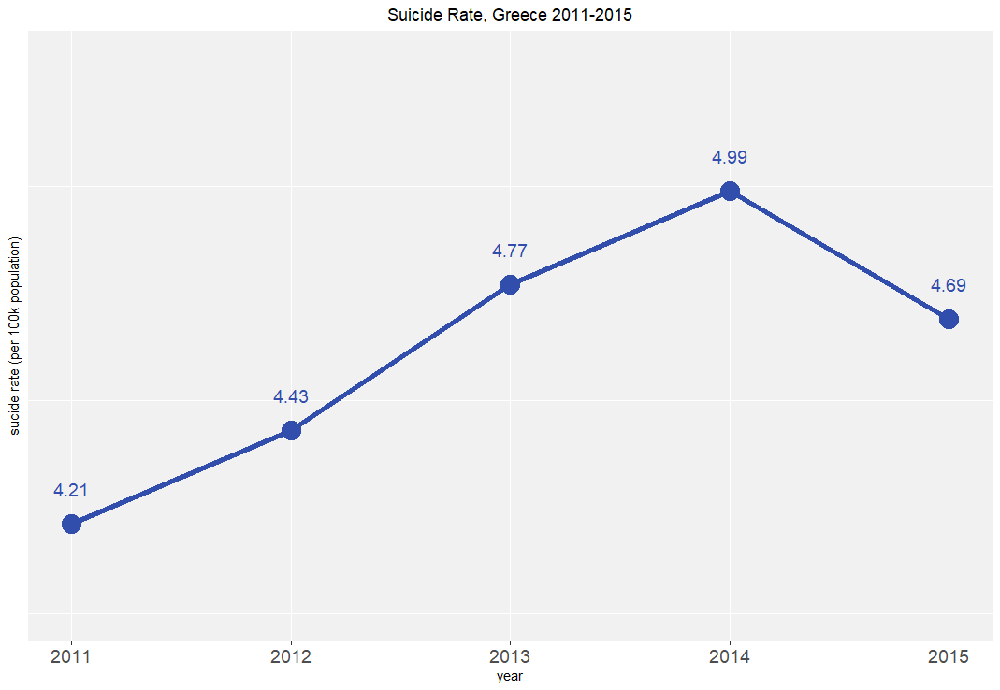 Suicide Rate, Greece 2011-2015
sucide rate (per 100k population)
4.99
4.77
4.69
4.43
4.21
2011 2012 2013 2014 2015
year